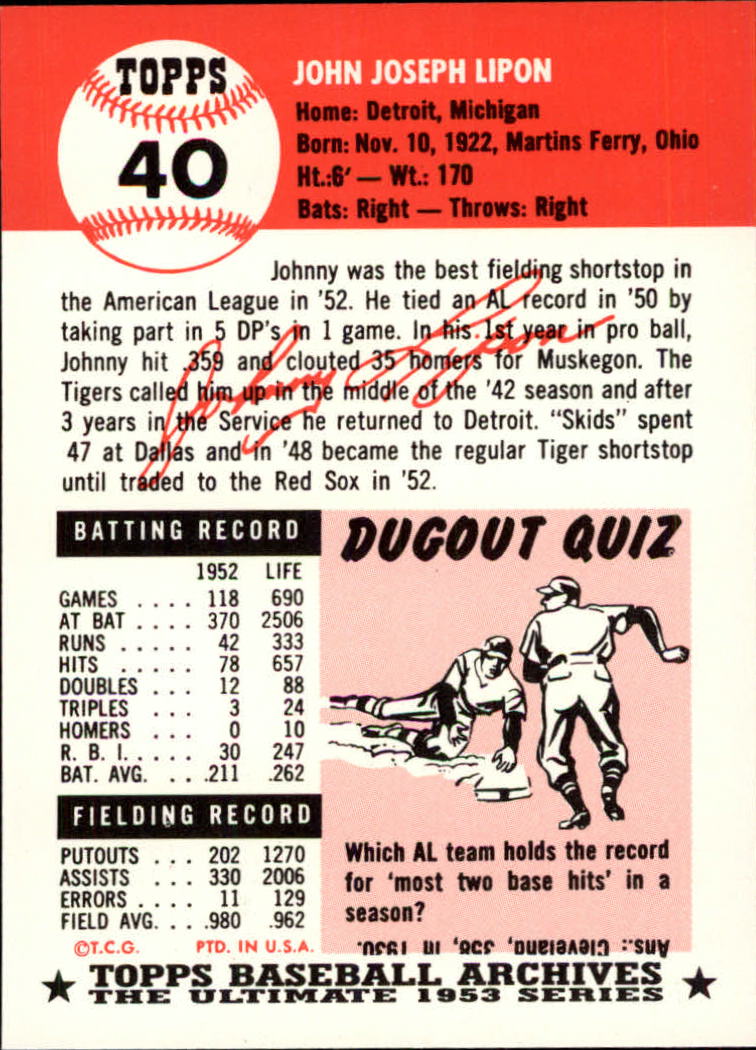 TOPPS
40
JOHN JOSEPH LIPON
Home: Detroit, Michigan
Born: Nov. 10, 1922, Martins Ferry, Ohio
Ht.:6' — Wt.: 170
Bats: Right — Throws: Right
Johnny was the best fielding shortstop in
the American League in '52. He tied an AL record in '50 by
taking part in 5 DP's in 1 game. In his 1st year in pro ball,
Johnny hit .359 and clouted 35 homers for Muskegon. The
Tigers called him up in the middle of the '42 season and after
3 years in the Service he returned to Detroit. "Skids" spent
47 at Dallas and in '48 became the regular Tiger shortstop
until traded to the Red Sox in '52.
Johnny Lipon
BATTING RECORD
1952 LIFE
GAMES .... 118 690
AT BAT .... 370 2506
RUNS ..... 42 333
HITS ..... 78 657
DOUBLES ... 12 88
TRIPLES ... 3 24
HOMERS ... 0 10
R. B. I. .... 30 247
BAT. AVG. ... .211 .262
FIELDING RECORD
PUTOUTS ... 202 1270
ASSISTS ... 330 2006
ERRORS .... 11 129
FIELD AVG. ... .980 .962
©T.C.G. PTD. IN U.S.A.
DUGOUT QUIZ
Which AL team holds the record
for 'most two base hits' in a
season?
Ans.: Cleveland, 358, in 1930.
TOPPS BASEBALL ARCHIVES
THE ULTIMATE 1953 SERIES